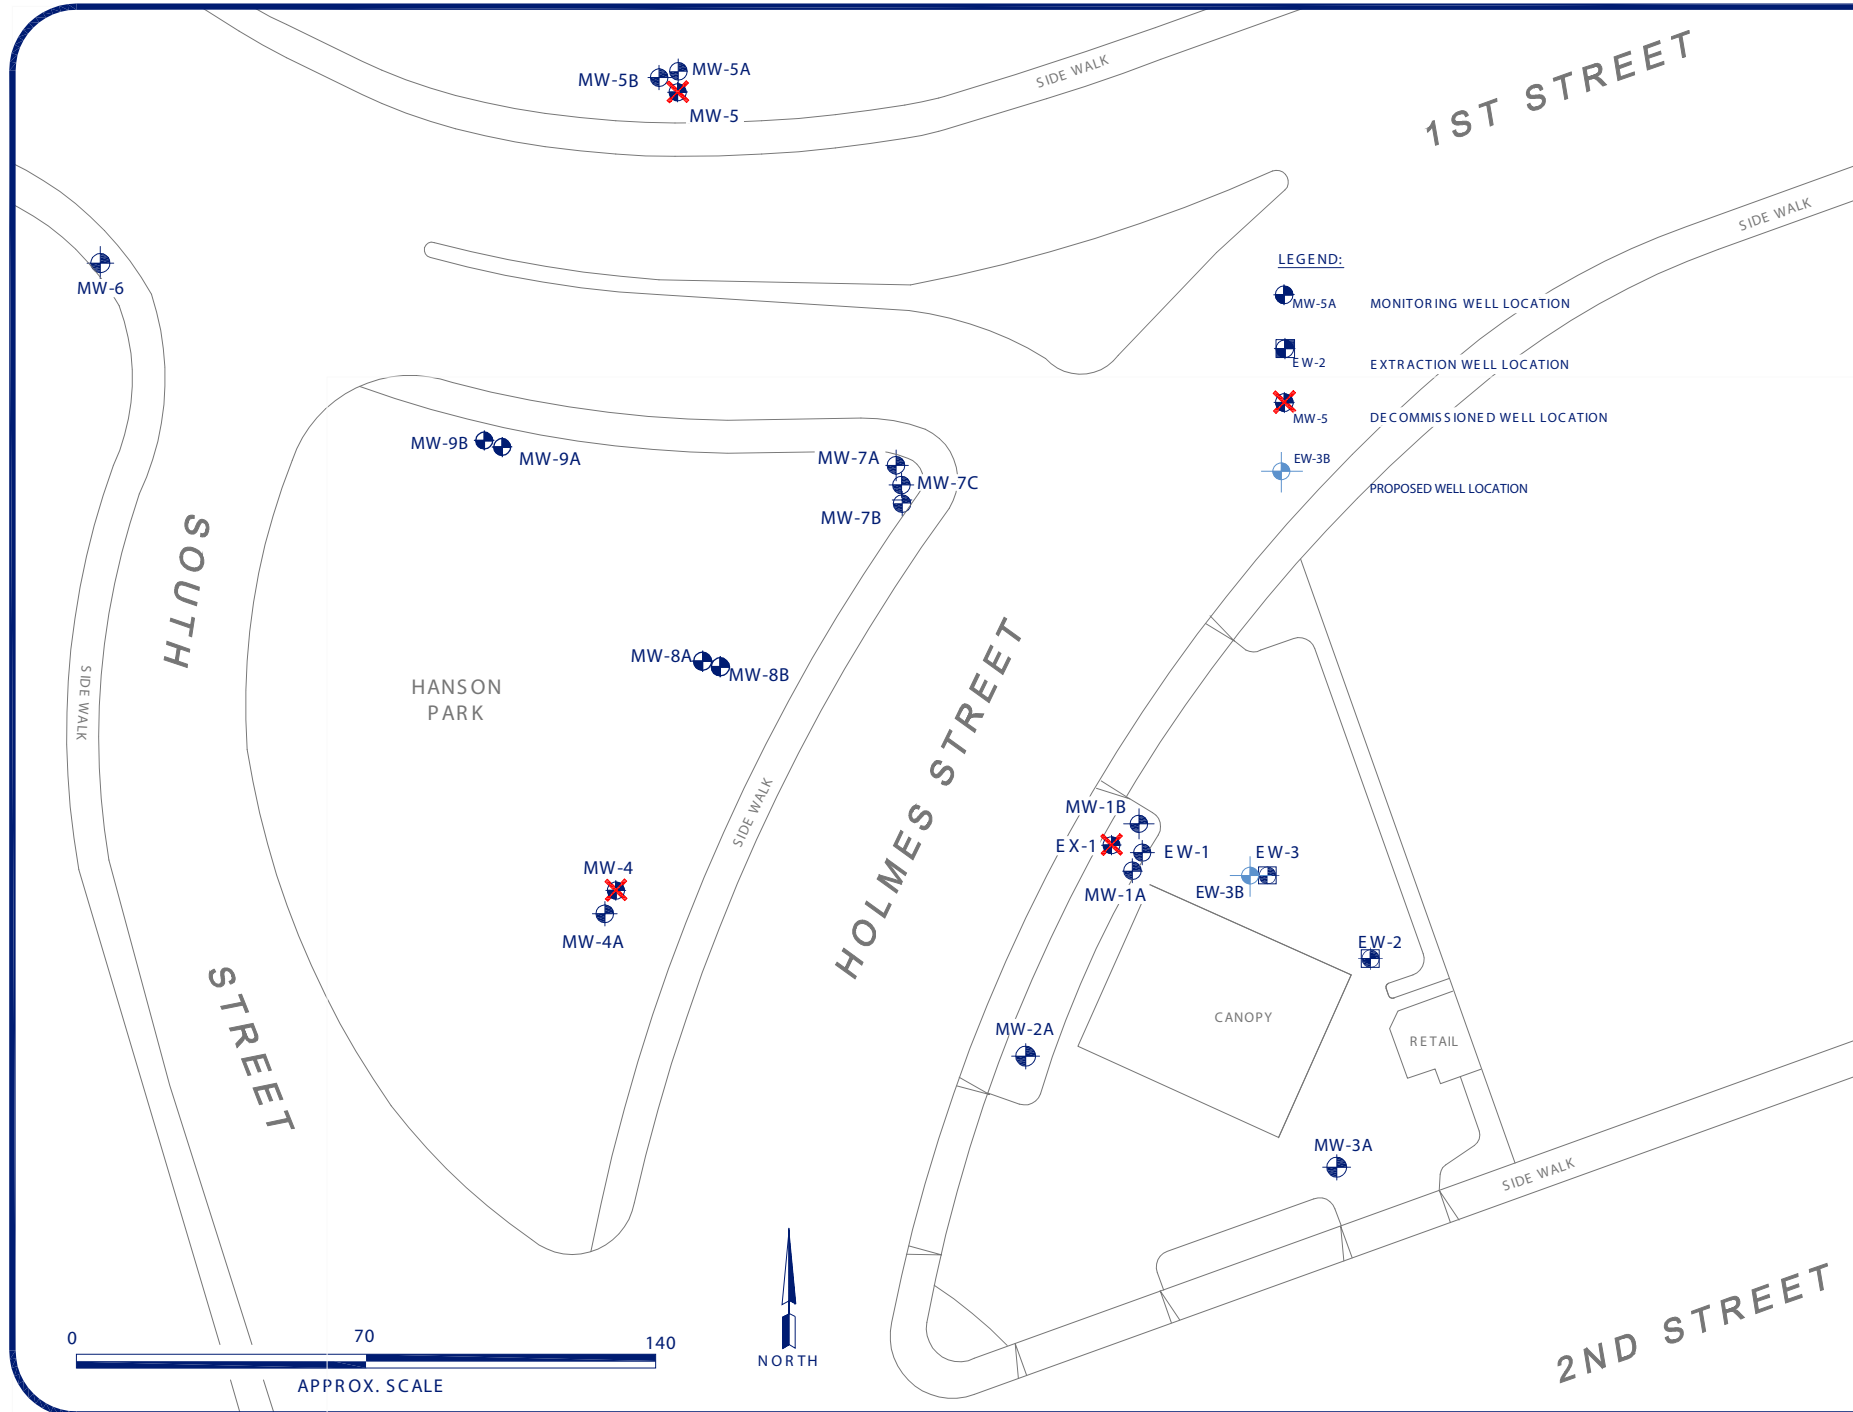 SIDE WALK
1ST STREET
MW-5B
MW-5A
MW-5
SIDE WALK
MW-6
LEGEND:
MW-5A MONITORING WELL LOCATION
EW-2 EXTRACTION WELL LOCATION
MW-5 DECOMMISSIONED WELL LOCATION
EW-3B
PROPOSED WELL LOCATION
MW-9B
MW-9A
MW-7A
MW-7C
MW-7B
SOUTH
STREET
SIDE WALK
HANSON
PARK
MW-8A
MW-8B
HOLMES STREET
SIDE WALK
MW-1B
EX-1
EW-1
MW-1A
EW-3
EW-3B
EW-2
MW-4
MW-4A
CANOPY
RETAIL
MW-2A
MW-3A
SIDE WALK
2ND STREET
0 70 140
APPROX. SCALE
NORTH